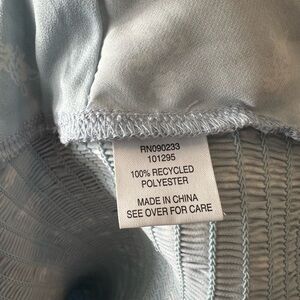 RN090233
101295
100% RECYCLED
POLYESTER
MADE IN CHINA
SEE OVER FOR CARE